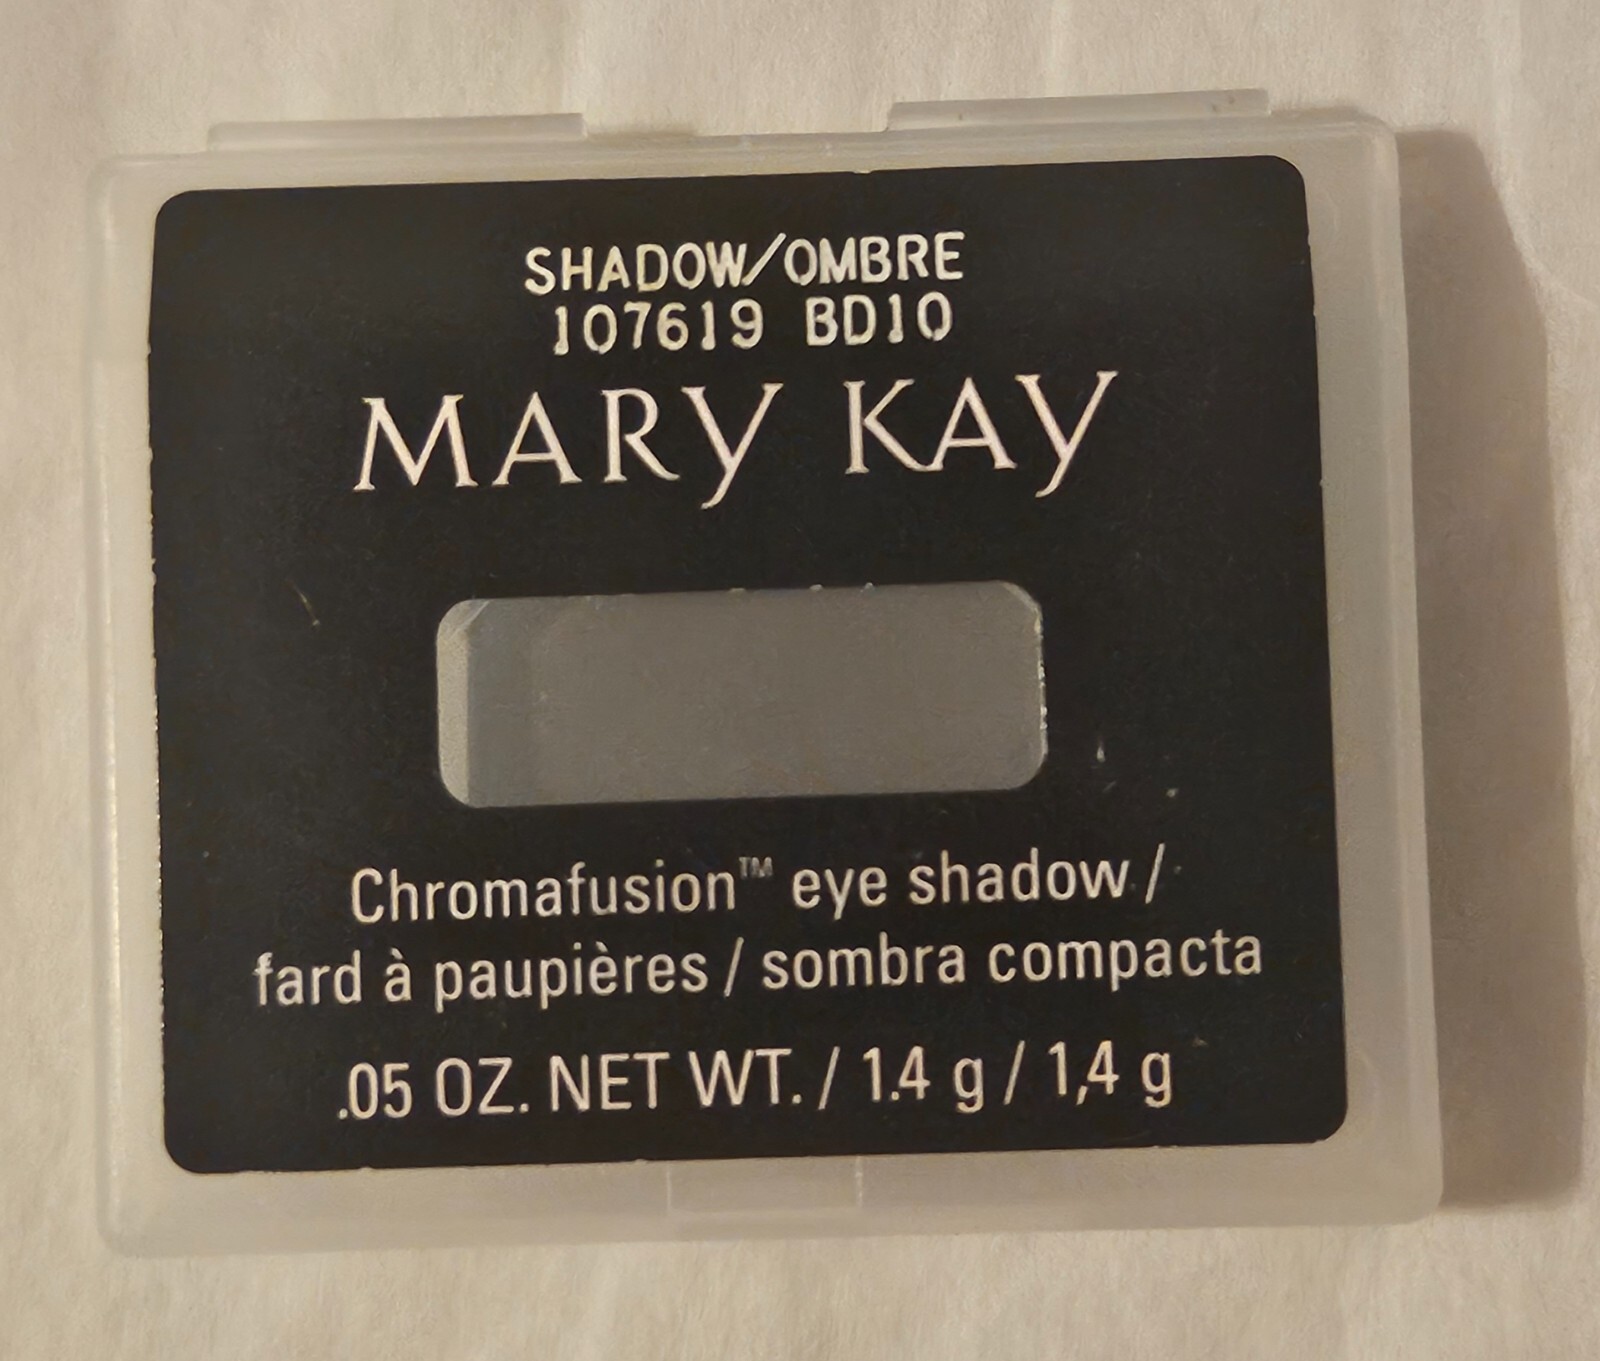 SHADOW/OMBRE
107619 BD10
MARY KAY
Chromafusion™ eye shadow /
fard à paupières / sombra compacta
.05 OZ. NET WT. / 1.4 g / 1,4 g